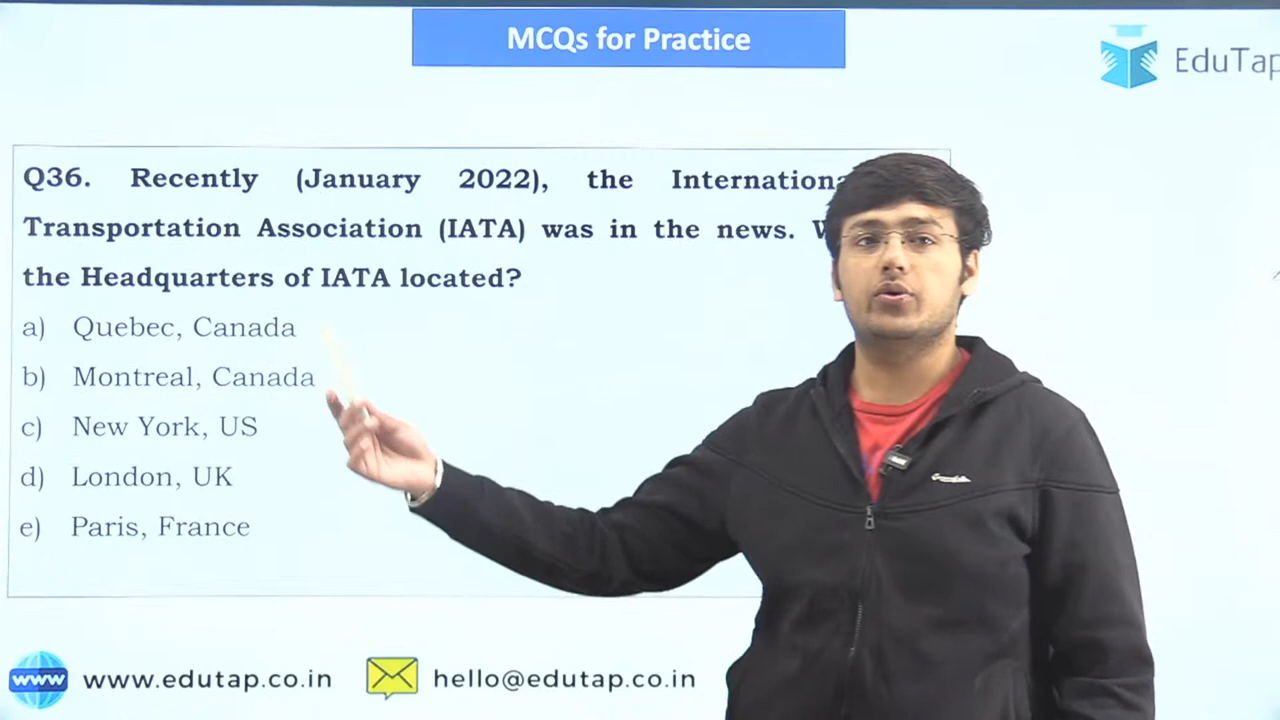 MCQs for Practice
EduTap
Q36. Recently (January 2022), the
Transportation Association (IATA) was in the news.
the Headquarters of IATA located?
a) Quebec, Canada
b) Montreal, Canada
c) New York, US
d) London, UK
e) Paris, France
www
www.edutap.co.in
hello@edutap.co.in